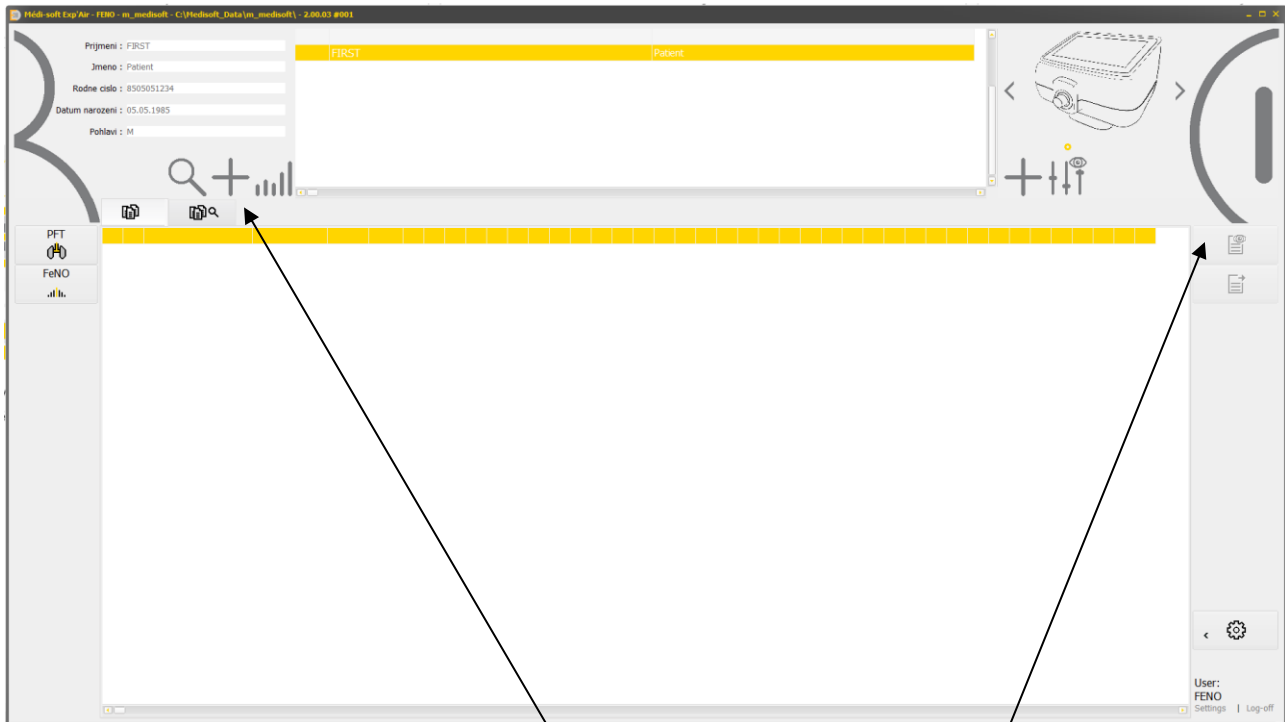 Médi-soft Exp'Air - FENO - m_medisoft - C:\Medisoft_Data\m_medisoft\ - 2.00.03 #001
Prijmeni : FIRST
Jmeno : Patient
Rodne cislo : 8505051234
Datum narozeni : 05.05.1985
Pohlavi : M
FIRST Patient
PFT
FeNO
User:
FENO
Settings | Log-off